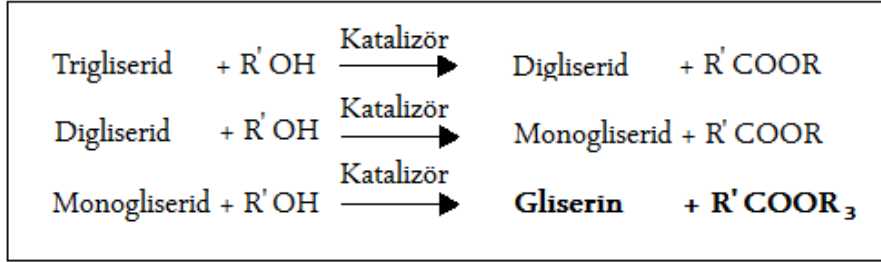 Katalizör
Trigliserid + R' OH Digliserid + R' COOR
Katalizör
Digliserid + R' OH Monogliserid + R' COOR
Katalizör
Monogliserid + R' OH Gliserin + R' COOR₃